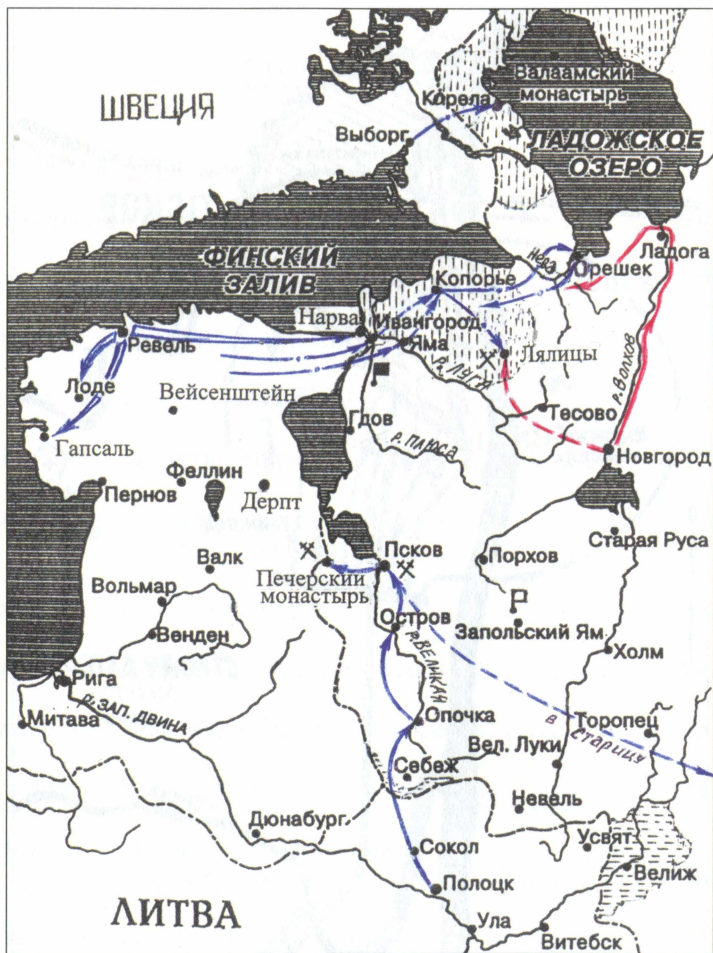 ШВЕЦИЯ
Валаамский
монастырь
Корела
Выборг
ЛАДОЖСКОЕ
ОЗЕРО
ФИНСКИЙ
ЗАЛИВ
Нева
Ладога
Орешек
Копорье
Нарва
Ивангород
Ревель
Яма
Лялицы
р. ЛУГА
р. ВОЛХОВ
Лоде
Вейсенштейн
Тесово
Гдов
р. ПЛЮСА
Гапсаль
Новгород
Феллин
Пернов
Дерпт
Старая Руса
Псков
Порхов
Валк
Печерский
монастырь
Вольмар
Остров
Запольский Ям
Венден
р. ВЕЛИКАЯ
Холм
Рига
р. ЗАП. ДВИНА
Митава
Опочка
в
Старицу
Торопец
Вел. Луки
Себеж
Невель
Дюнабург
Усвят
Сокол
Велиж
Полоцк
ЛИТВА
Ула
Витебск